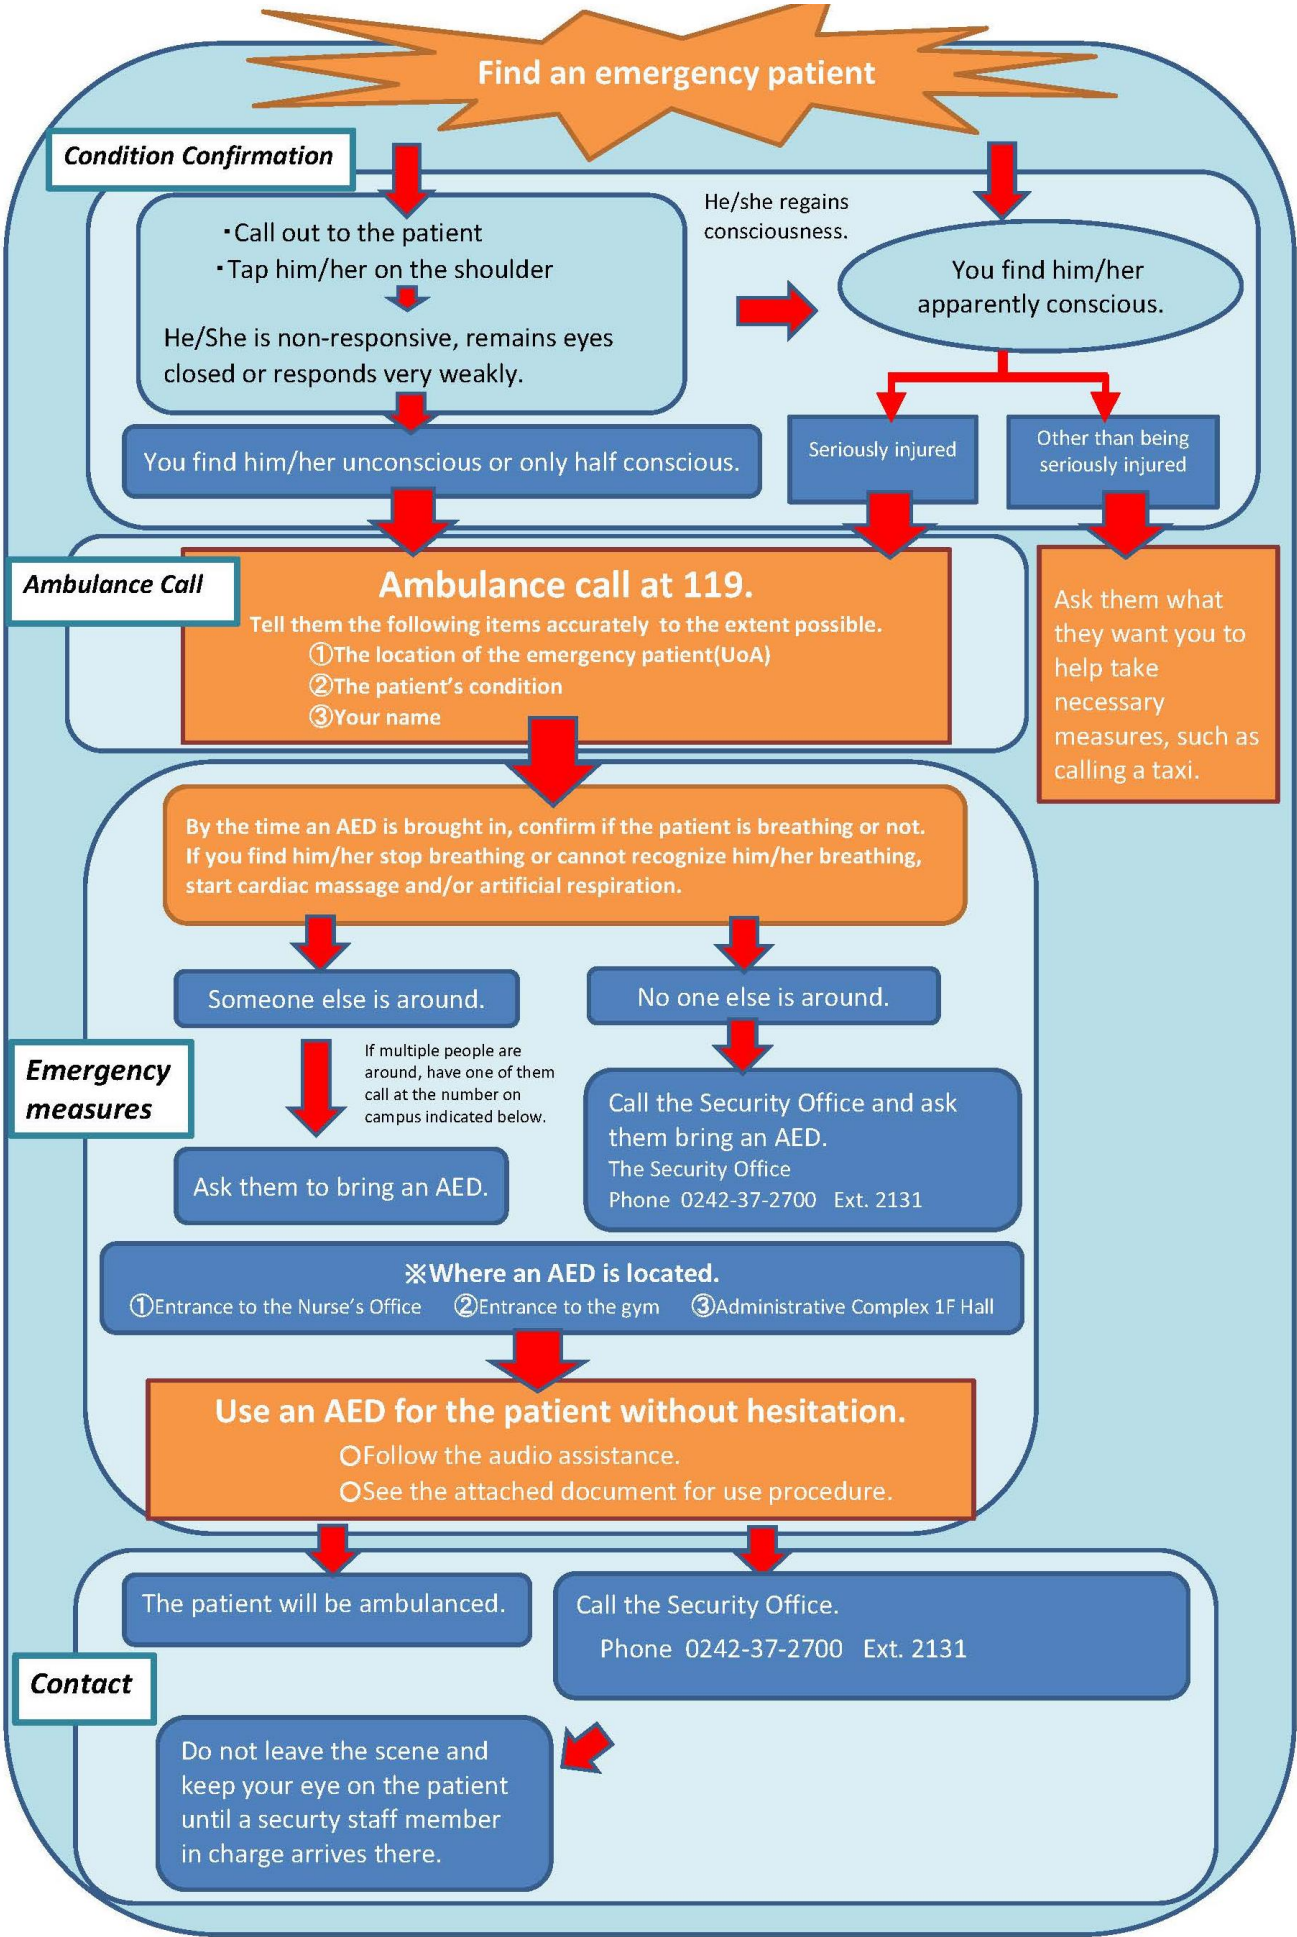 Find an emergency patient
Condition Confirmation
・Call out to the patient
・Tap him/her on the shoulder
He/She is non-responsive, remains eyes
closed or responds very weakly.
He/she regains
consciousness.
You find him/her
apparently conscious.
You find him/her unconscious or only half conscious.
Seriously injured
Other than being
seriously injured
Ambulance Call
Ambulance call at 119.
Tell them the following items accurately to the extent possible.
①The location of the emergency patient(UoA)
②The patient's condition
③Your name
Ask them what
they want you to
help take
necessary
measures, such as
calling a taxi.
Emergency
measures
By the time an AED is brought in, confirm if the patient is breathing or not.
If you find him/her stop breathing or cannot recognize him/her breathing,
start cardiac massage and/or artificial respiration.
Someone else is around.
If multiple people are
around, have one of them
call at the number on
campus indicated below.
Ask them to bring an AED.
No one else is around.
Call the Security Office and ask
them bring an AED.
The Security Office
Phone 0242-37-2700 Ext. 2131
※Where an AED is located.
①Entrance to the Nurse's Office ②Entrance to the gym ③Administrative Complex 1F Hall
Use an AED for the patient without hesitation.
○Follow the audio assistance.
○See the attached document for use procedure.
Contact
The patient will be ambulanced.
Call the Security Office.
Phone 0242-37-2700 Ext. 2131
Do not leave the scene and
keep your eye on the patient
until a securty staff member
in charge arrives there.